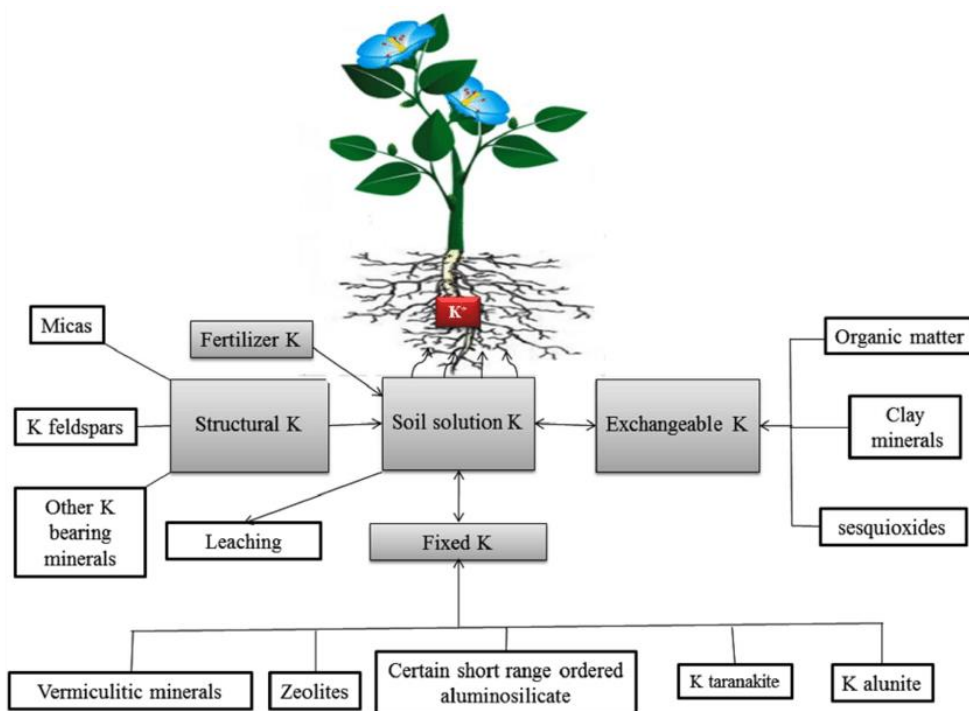 K+
Micas
Fertilizer K
Organic matter
K feldspars
Structural K
Soil solution K
Exchangeable K
Clay
minerals
Other K
bearing
minerals
Leaching
Fixed K
sesquioxides
Vermiculitic minerals
Zeolites
Certain short range ordered
aluminosilicate
K taranakite
K alunite